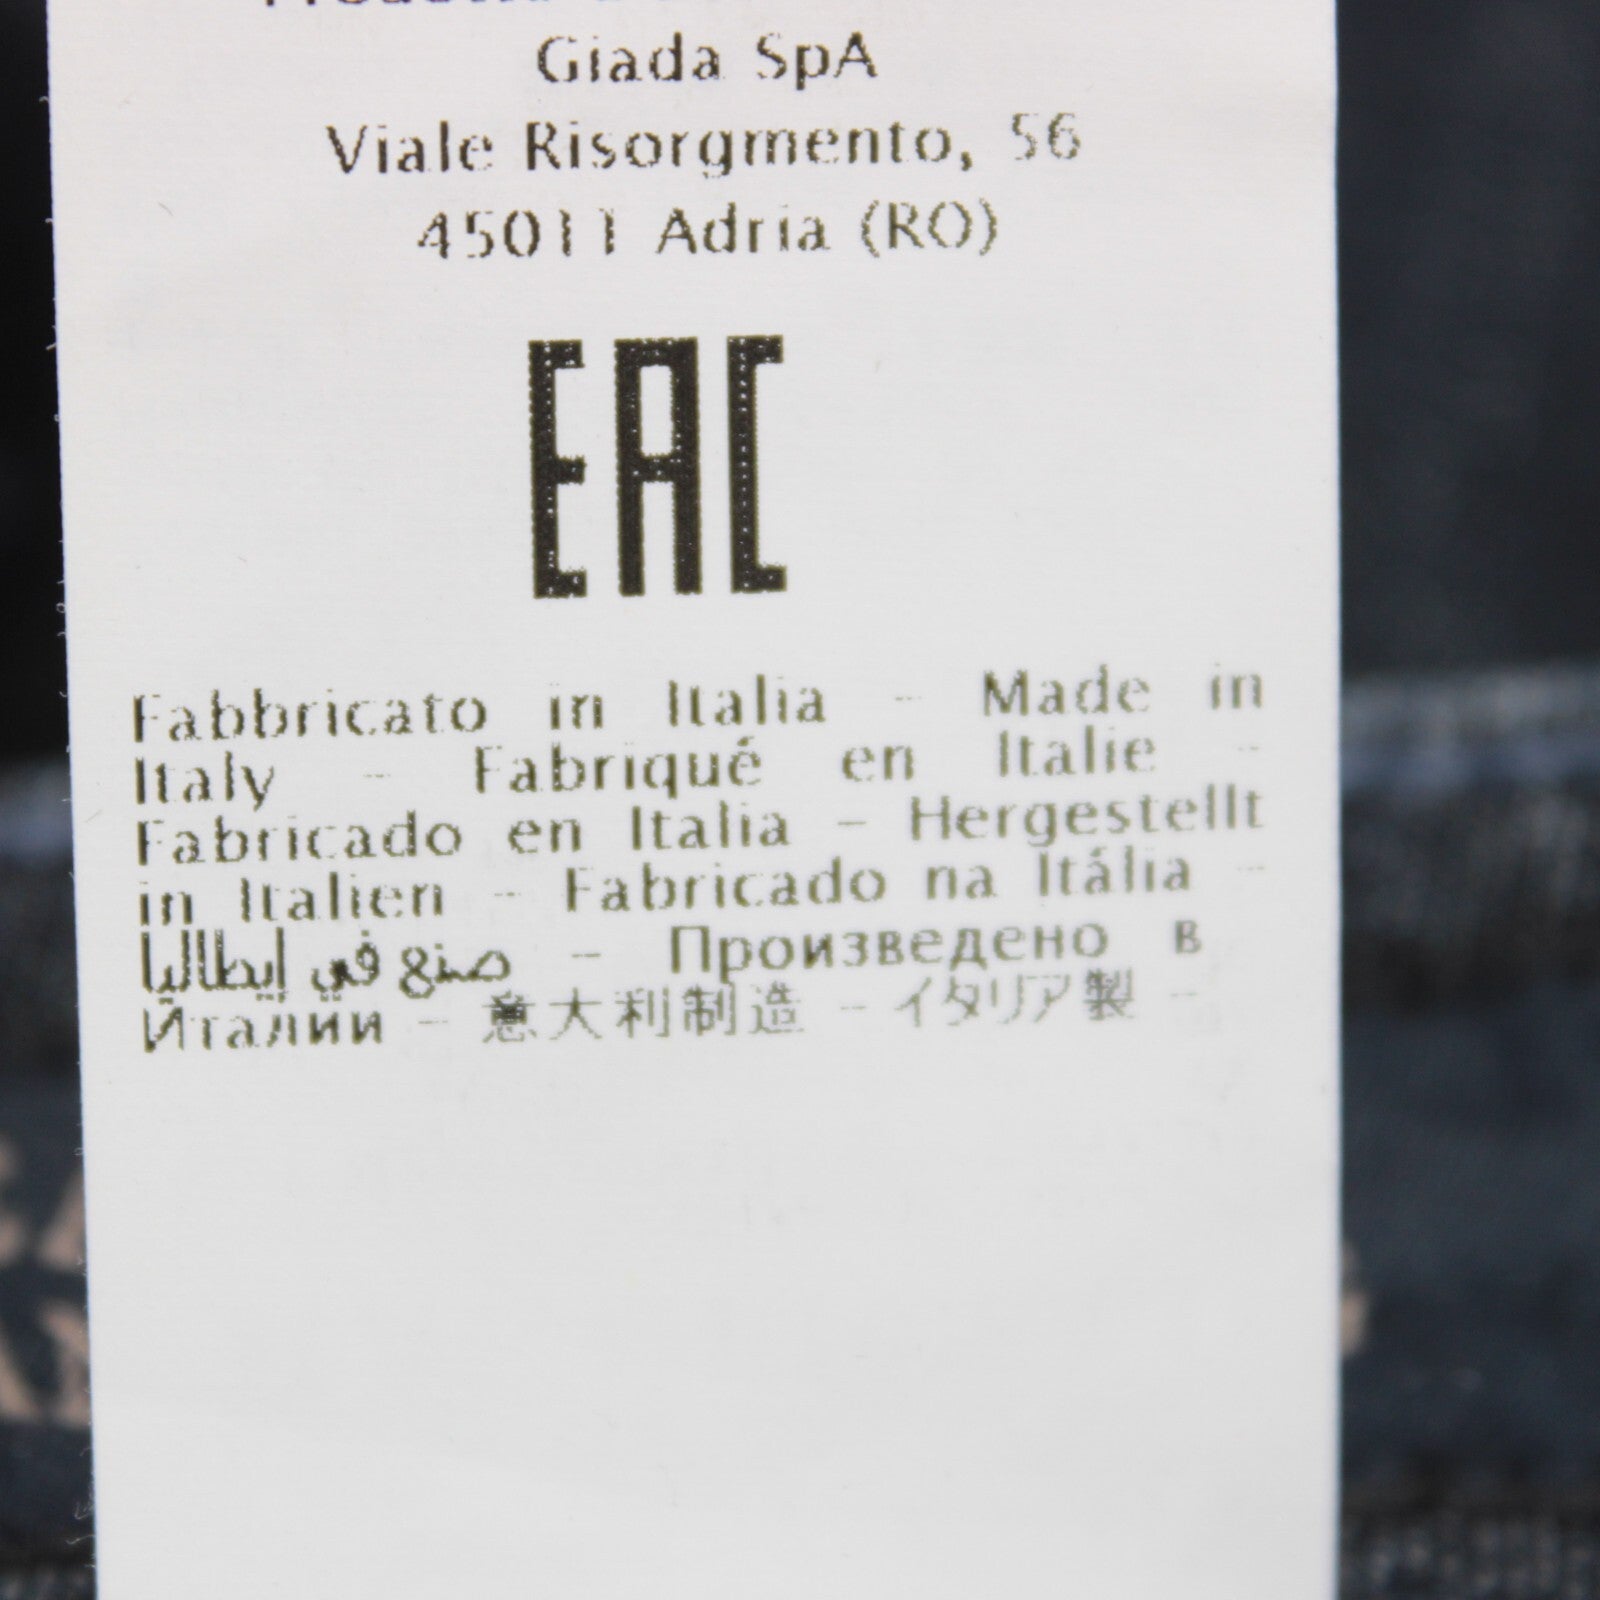 Giada SpA
Viale Risorgmento, 56
45011 Adria (RO)
EAC
Fabbricato in Italia - Made in
Italy - Fabriqué en Italie -
Fabricado en Italia - Hergestellt
in Italien - Fabricado na Itália -
صنع في إيطاليا - Произведено в
Италии - 意大利制造 - イタリア製 -